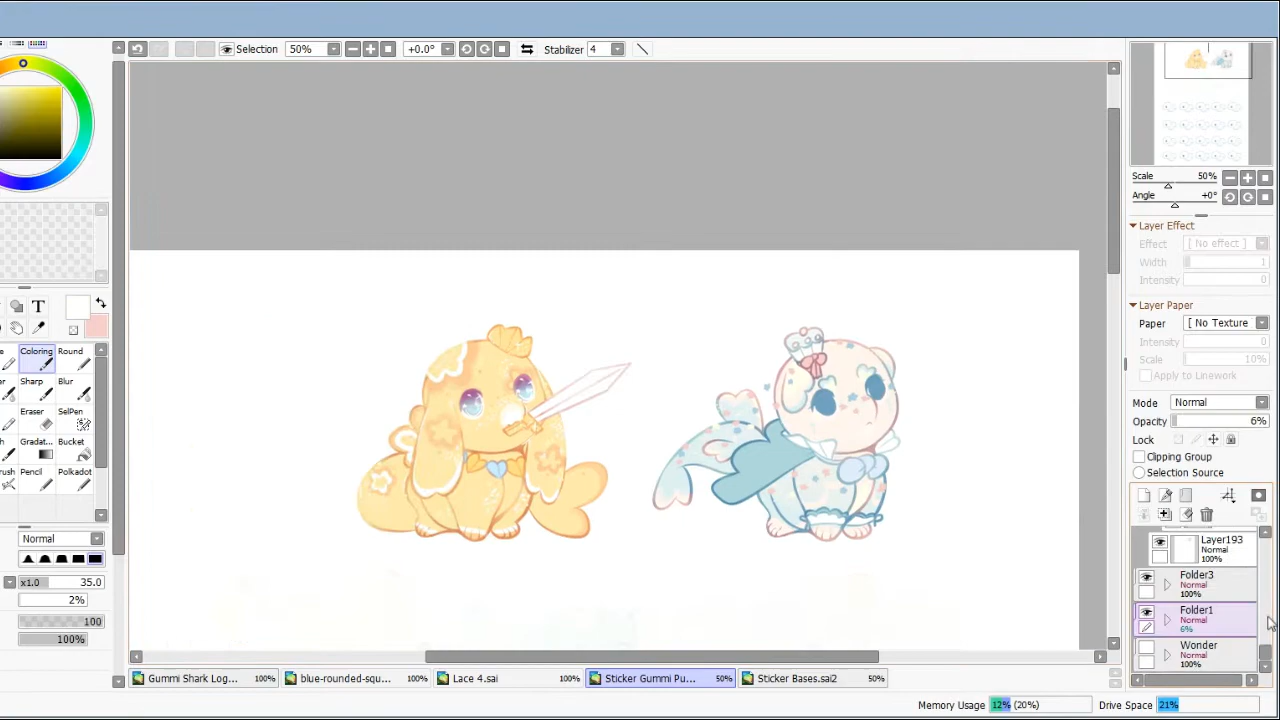 Selection 50% +0.0° Stabilizer 4
T
Coloring Round
Sharp Blur
Eraser SelPen
Gradat... Bucket
Pencil Polkadot
Normal
x1.0 35.0
2%
100
100%
Scale 50%
Angle +0°
Layer Effect
Effect [ No effect ]
Width 1
Intensity 0
Layer Paper
Paper [ No Texture
Intensity 0
Scale 10%
Apply to Linework
Mode Normal
Opacity 6%
Lock
Clipping Group
Selection Source
Layer193
Normal
100%
Folder3
Normal
100%
Folder1
Normal
6%
Wonder
Normal
100%
Gummi Shark Log... 100% blue-rounded-squ... 100% Lace 4.sai 100% Sticker Gummi Pu... 50% Sticker Bases.sai2 50%
Memory Usage 12% (20%) Drive Space 21%